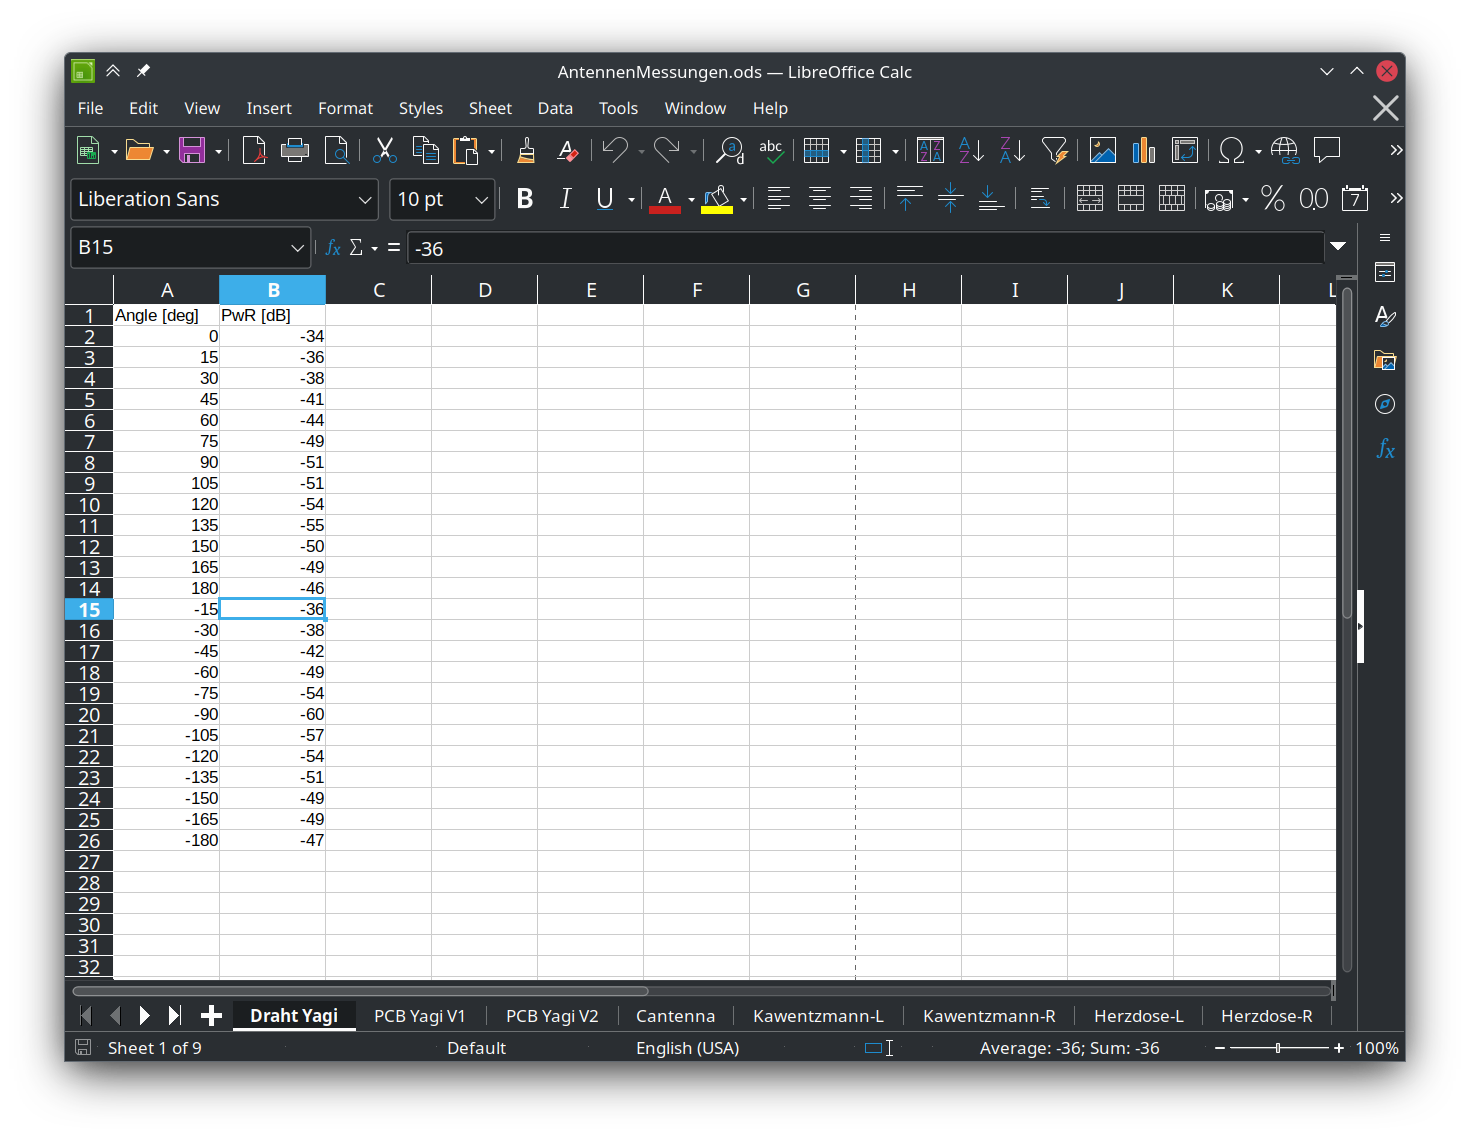 AntennenMessungen.ods — LibreOffice Calc
File Edit View Insert Format Styles Sheet Data Tools Window Help
Liberation Sans 10 pt B I U A
B15 fx Σ = -36
A B C D E F G H I J K L
1 Angle [deg] PwR [dB]
2 0 -34
3 15 -36
4 30 -38
5 45 -41
6 60 -44
7 75 -49
8 90 -51
9 105 -51
10 120 -54
11 135 -55
12 150 -50
13 165 -49
14 180 -46
15 -15 -36
16 -30 -38
17 -45 -42
18 -60 -49
19 -75 -54
20 -90 -60
21 -105 -57
22 -120 -54
23 -135 -51
24 -150 -49
25 -165 -49
26 -180 -47
27
28
29
30
31
32
Draht Yagi PCB Yagi V1 PCB Yagi V2 Cantenna Kawentzmann-L Kawentzmann-R Herzdose-L Herzdose-R
Sheet 1 of 9 Default English (USA) Average: -36; Sum: -36 100%